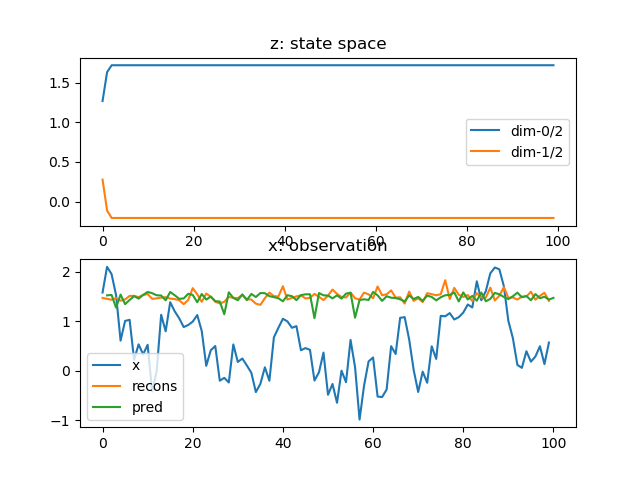 z: state space
1.5
1.0
0.5
0.0
dim-0/2
dim-1/2
0 20 40 60 80 100
x: observation
2
1
0
−1
x
recons
pred
0 20 40 60 80 100